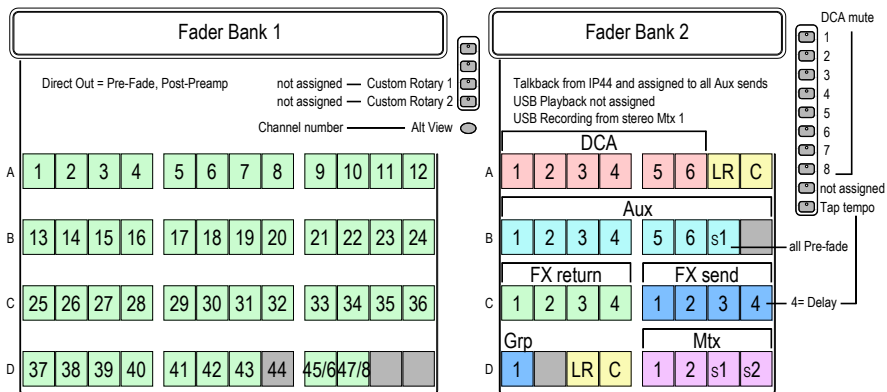 Fader Bank 1
Direct Out = Pre-Fade, Post-Preamp
not assigned — Custom Rotary 1
not assigned — Custom Rotary 2
Channel number — Alt View
A 1 2 3 4 5 6 7 8 9 10 11 12
B 13 14 15 16 17 18 19 20 21 22 23 24
C 25 26 27 28 29 30 31 32 33 34 35 36
D 37 38 39 40 41 42 43 44 45/6 47/8
Fader Bank 2
Talkback from IP44 and assigned to all Aux sends
USB Playback not assigned
USB Recording from stereo Mtx 1
DCA
A 1 2 3 4 5 6 LR C
Aux
B 1 2 3 4 5 6 s1
all Pre-fade
FX return FX send
C 1 2 3 4 1 2 3 4
4= Delay
Grp Mtx
D 1 LR C 1 2 s1 s2
DCA mute
1
2
3
4
5
6
7
8
not assigned
Tap tempo